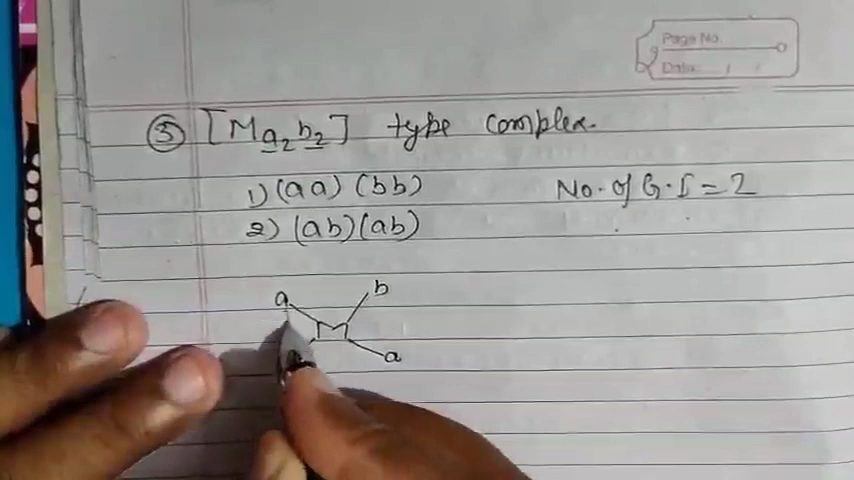 Page No.
Date: / /
③ [Ma₂b₂] type complex.
1) (aa) (bb) No. of G.I = 2
2) (ab) (ab)
a b
M
a